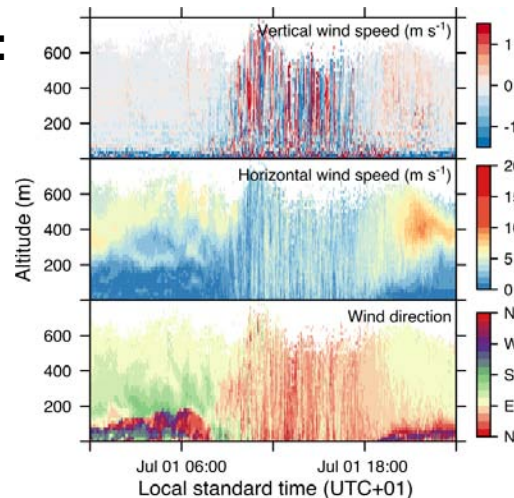 :
Vertical wind speed (m s⁻¹)
600
400
200
1
0
-1
Horizontal wind speed (m s⁻¹)
600
400
200
20
15
10
5
0
Wind direction
600
400
200
N
W
S
E
N
Altitude (m)
Jul 01 06:00
Jul 01 18:00
Local standard time (UTC+01)